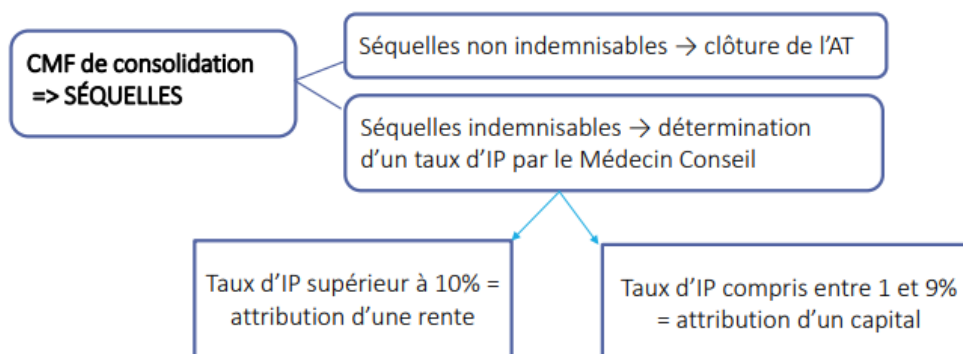 CMF de consolidation
=> SÉQUELLES
Séquelles non indemnisables → clôture de l’AT
Séquelles indemnisables → détermination
d’un taux d’IP par le Médecin Conseil
Taux d’IP supérieur à 10% =
attribution d’une rente
Taux d’IP compris entre 1 et 9%
= attribution d’un capital